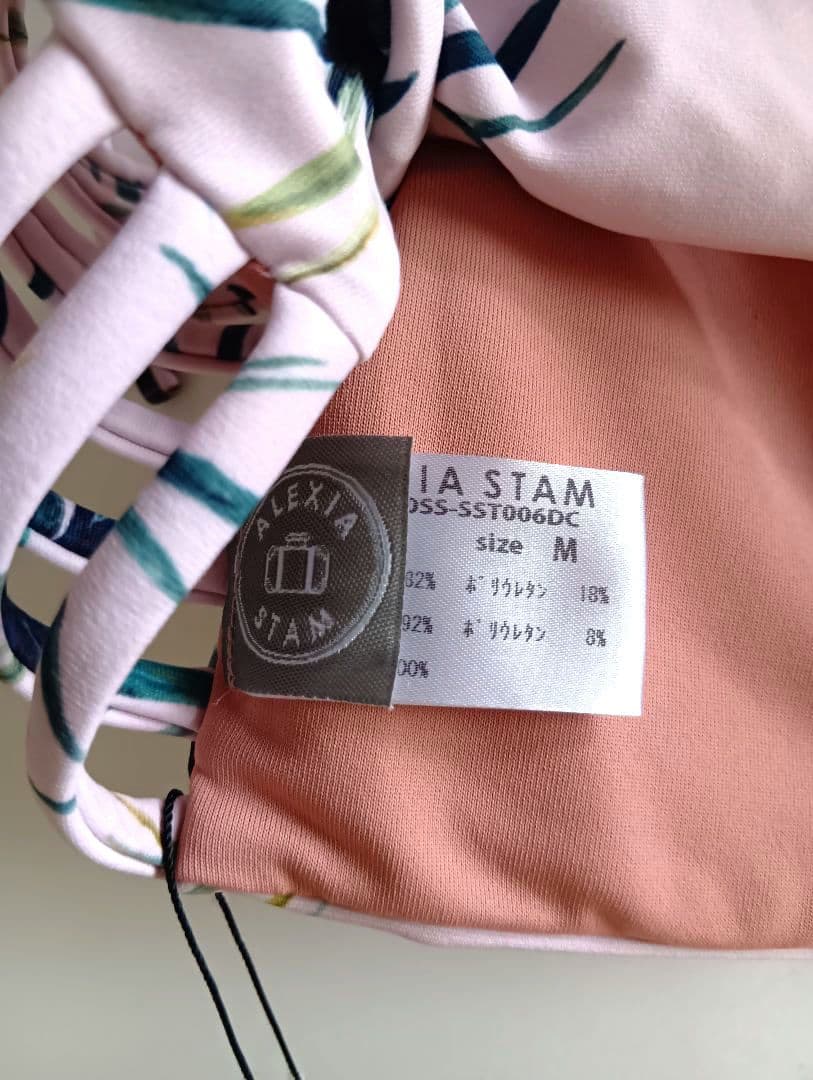 ALEXIA
STAM
IA STAM
OSS-SST006DC
size M
82% ポリウレタン 18%
92% ポリウレタン 8%
00%